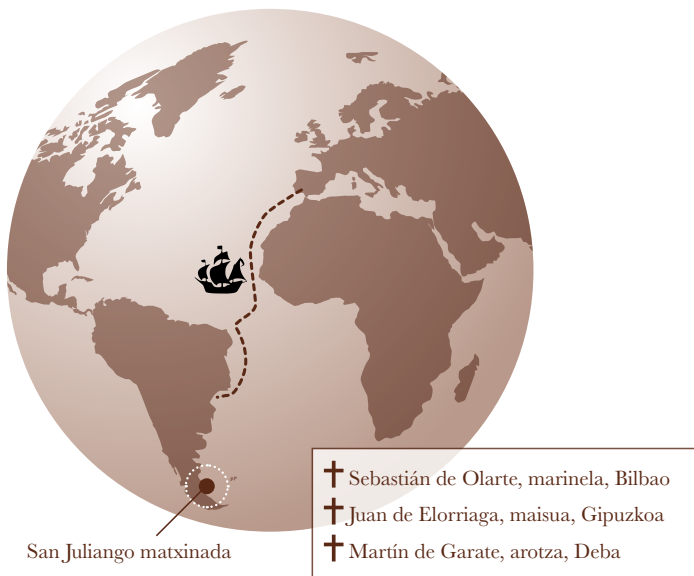 Sebastián de Olarte, marinela, Bilbao
Juan de Elorriaga, maisua, Gipuzkoa
Martín de Garate, arotza, Deba
San Juliango matxinada